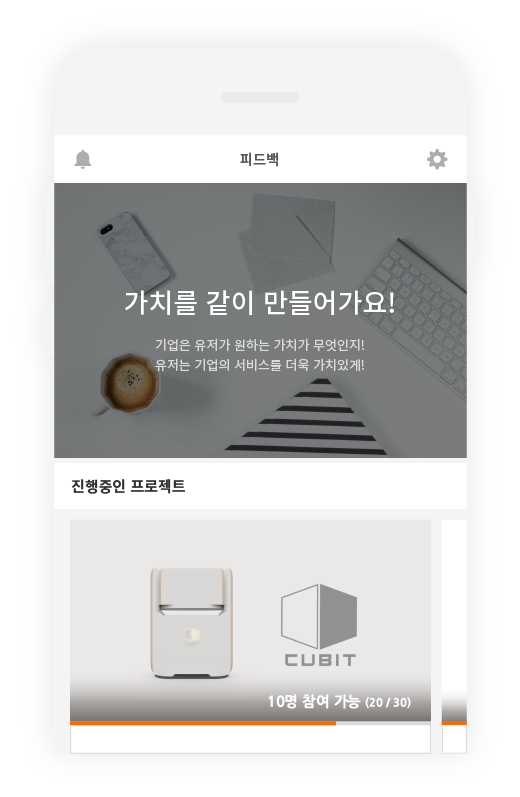 피드백
가치를 같이 만들어가요!
기업은 유저가 원하는 가치가 무엇인지!
유저는 기업의 서비스를 더욱 가치있게!
진행중인 프로젝트
CUBIT
10명 참여 가능 (20 / 30)